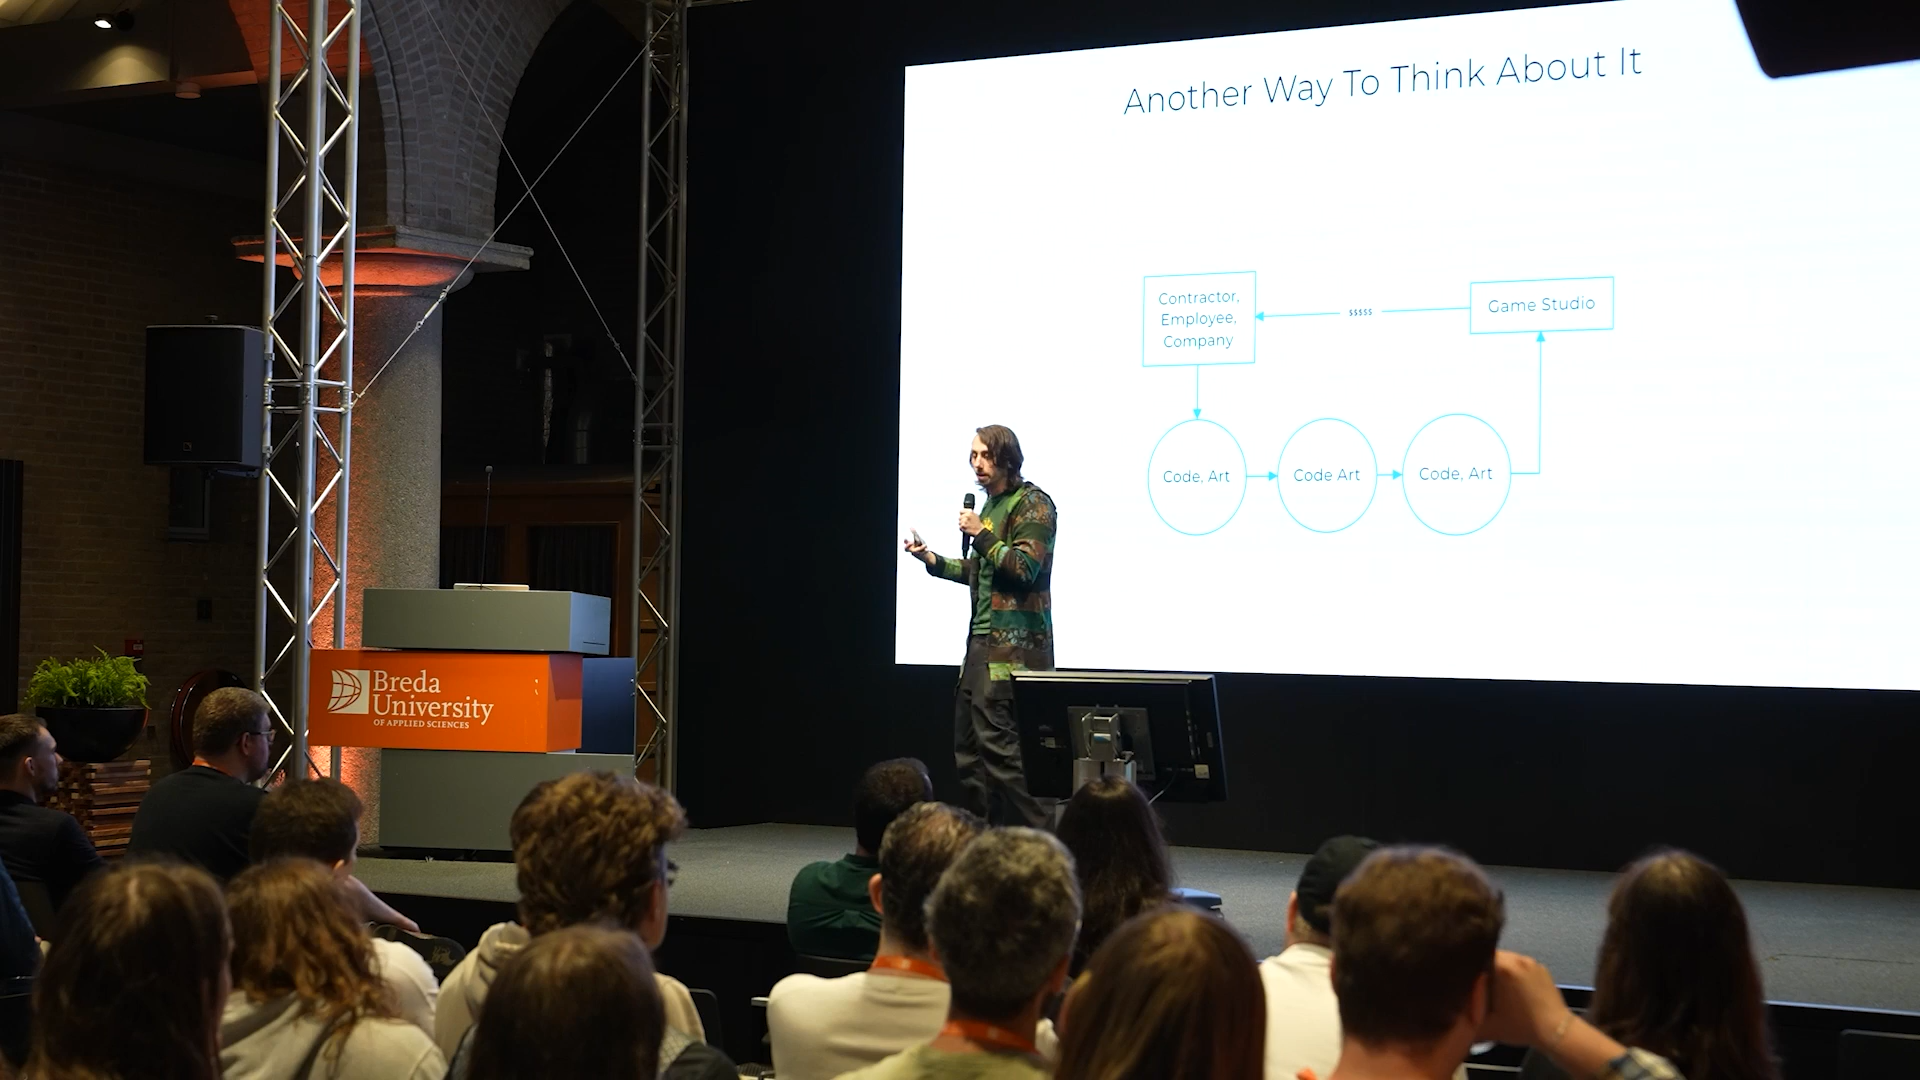 Another Way To Think About It
Contractor,
Employee,
Company
$$$$$
Game Studio
Code, Art
Code Art
Code, Art
Breda
University
OF APPLIED SCIENCES